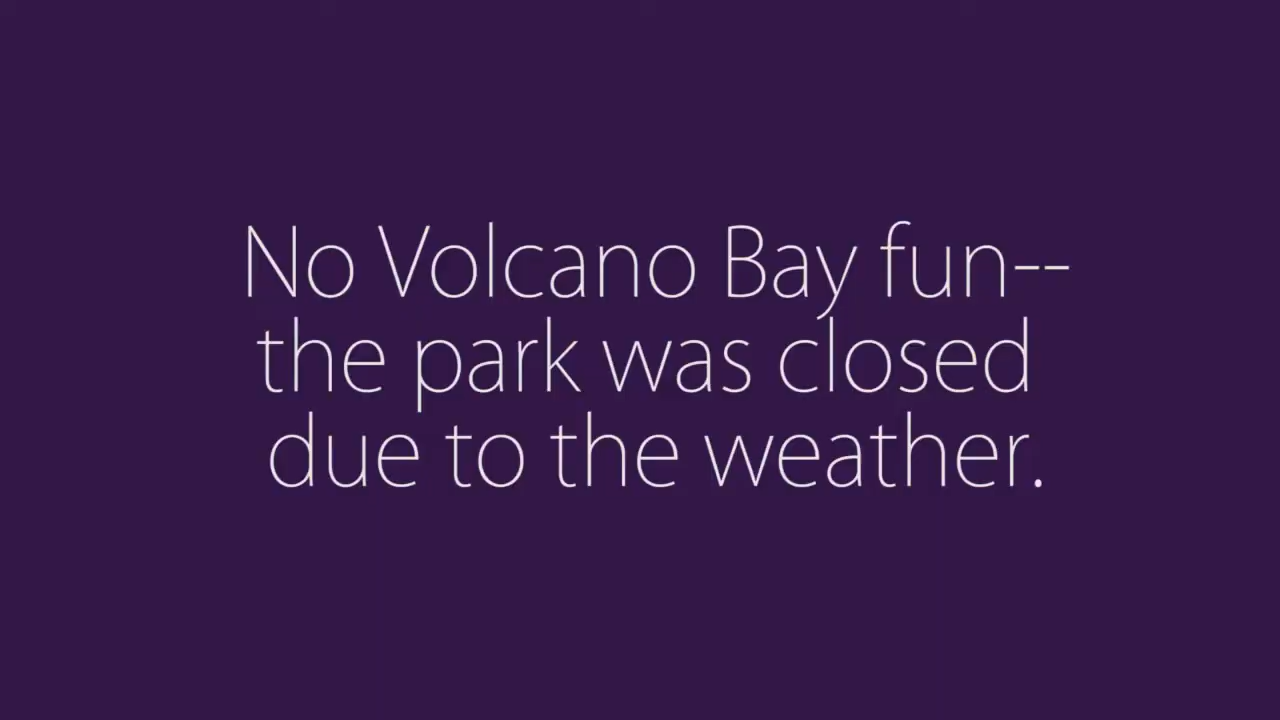 No Volcano Bay fun--
the park was closed
due to the weather.